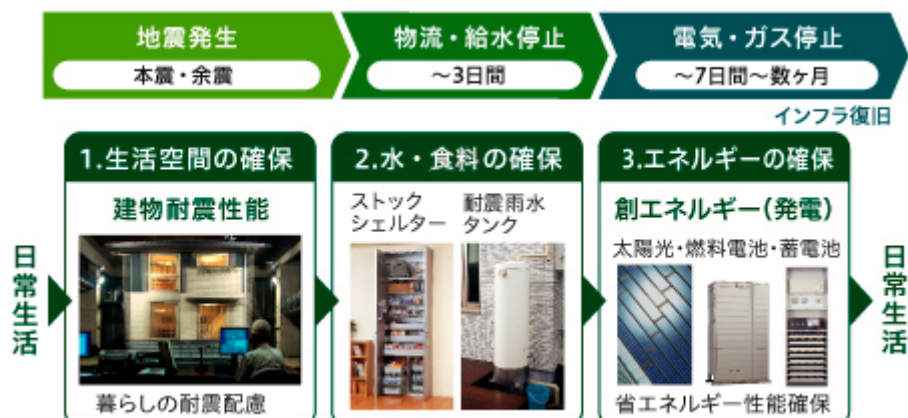 地震発生
本震・余震
物流・給水停止
～3日間
電気・ガス停止
～7日間～数ヶ月
インフラ復旧
日常生活
1.生活空間の確保
建物耐震性能
暮らしの耐震配慮
2.水・食料の確保
ストック
シェルター
耐震雨水
タンク
3.エネルギーの確保
創エネルギー(発電)
太陽光・燃料電池・蓄電池
省エネルギー性能確保
日常生活